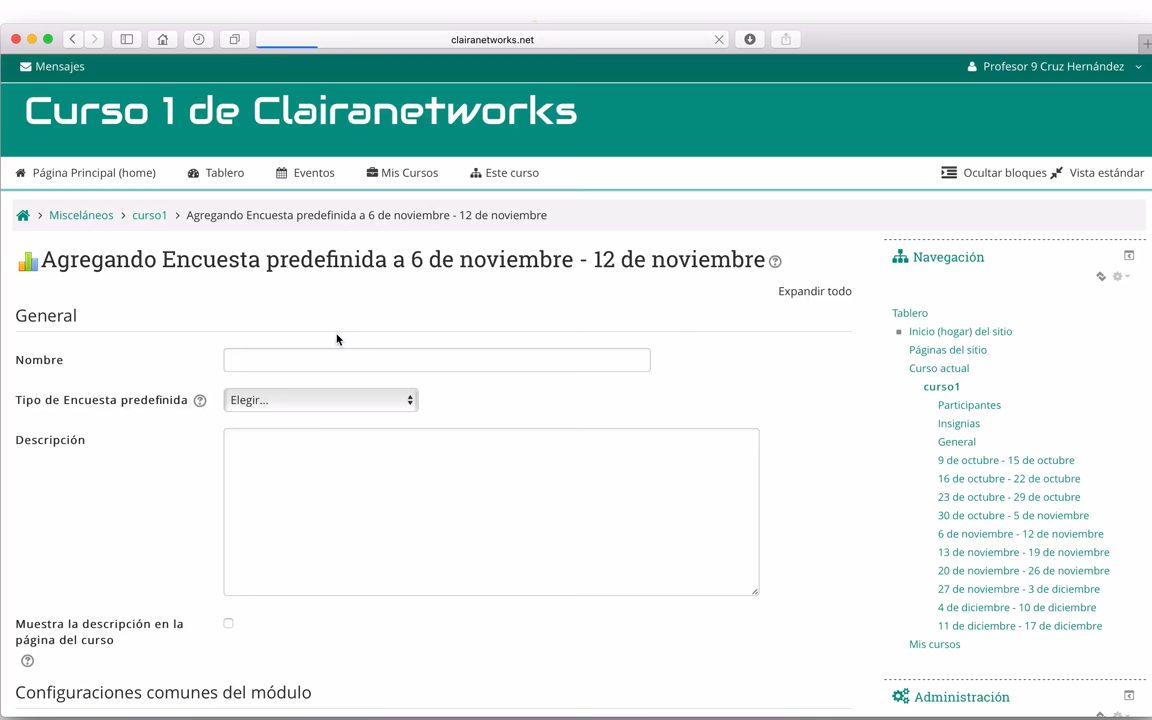 clairanetworks.net
Mensajes
Profesor 9 Cruz Hernández
Curso 1 de Clairanetworks
Página Principal (home)
Tablero
Eventos
Mis Cursos
Este curso
Ocultar bloques
Vista estándar
Misceláneos
curso1
Agregando Encuesta predefinida a 6 de noviembre - 12 de noviembre
Agregando Encuesta predefinida a 6 de noviembre - 12 de noviembre
Expandir todo
General
Nombre
Tipo de Encuesta predefinida
Elegir...
Descripción
Muestra la descripción en la
página del curso
Configuraciones comunes del módulo
Navegación
Tablero
Inicio (hogar) del sitio
Páginas del sitio
Curso actual
curso1
Participantes
Insignias
General
9 de octubre - 15 de octubre
16 de octubre - 22 de octubre
23 de octubre - 29 de octubre
30 de octubre - 5 de noviembre
6 de noviembre - 12 de noviembre
13 de noviembre - 19 de noviembre
20 de noviembre - 26 de noviembre
27 de noviembre - 3 de diciembre
4 de diciembre - 10 de diciembre
11 de diciembre - 17 de diciembre
Mis cursos
Administración